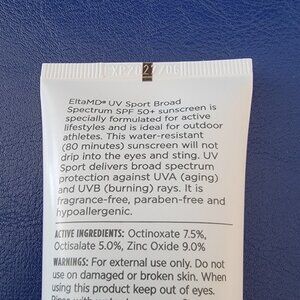 EXP/027/06
EltaMD® UV Sport Broad
Spectrum SPF 50+ sunscreen is
specially formulated for active
lifestyles and is ideal for outdoor
athletes. This water-resistant
(80 minutes) sunscreen will not
drip into the eyes and sting. UV
Sport delivers broad spectrum
protection against UVA (aging)
and UVB (burning) rays. It is
fragrance-free, paraben-free and
hypoallergenic.
ACTIVE INGREDIENTS: Octinoxate 7.5%,
Octisalate 5.0%, Zinc Oxide 9.0%
WARNINGS: For external use only. Do not
use on damaged or broken skin. When
using this product keep out of eyes.